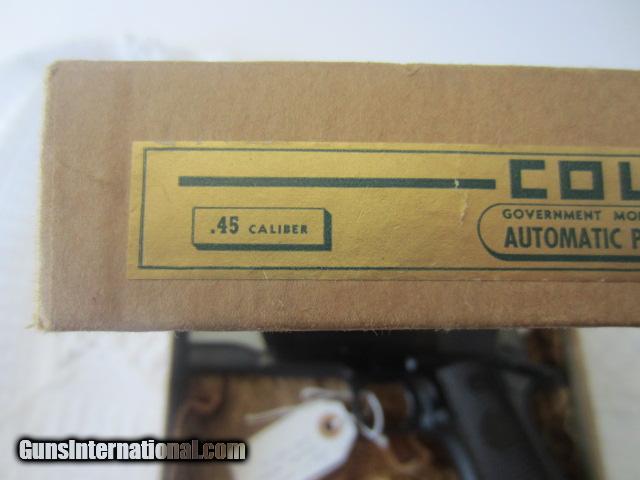 COL
GOVERNMENT MO
.45 CALIBER
AUTOMATIC P
GunsInternational.com